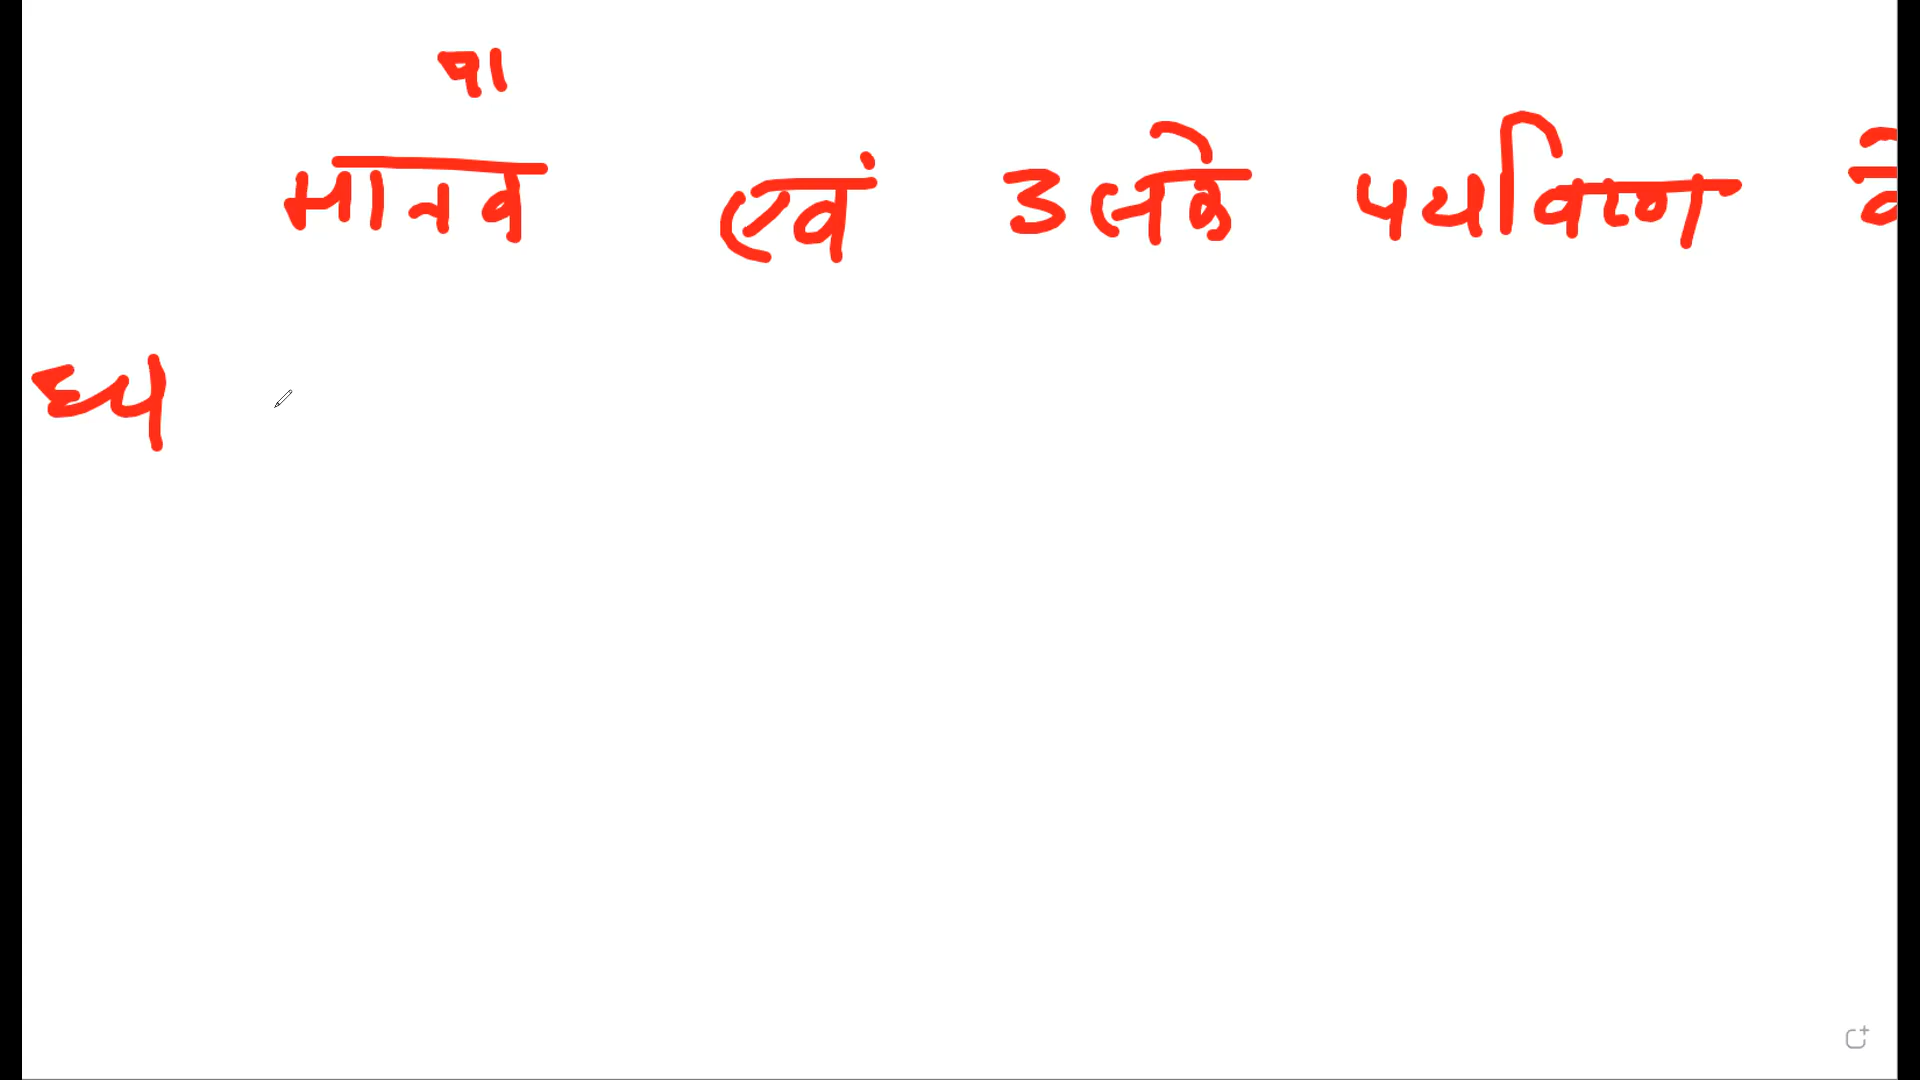 वा
मानव एवं उसके पर्यावरण के
ध्य